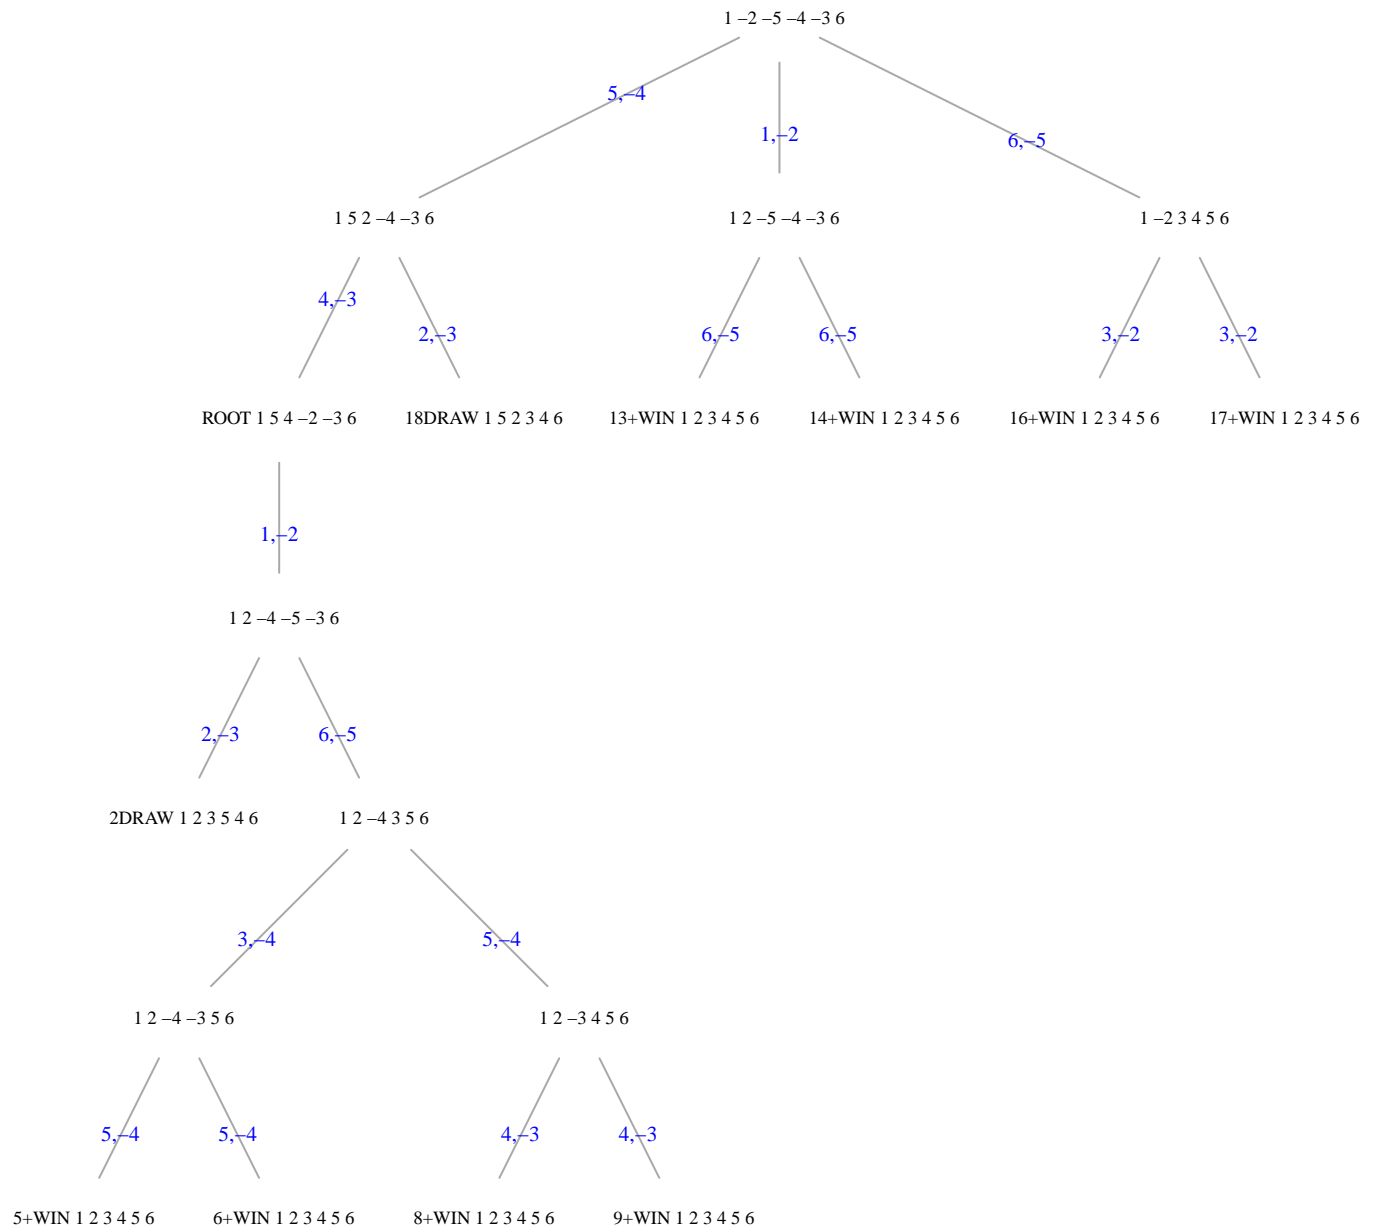 1 –2 –5 –4 –3 6
5,–4
1,–2
6,–5
1 5 2 –4 –3 6
1 2 –5 –4 –3 6
1 –2 3 4 5 6
4,–3
2,–3
6,–5
6,–5
3,–2
3,–2
ROOT 1 5 4 –2 –3 6
18DRAW 1 5 2 3 4 6
13+WIN 1 2 3 4 5 6
14+WIN 1 2 3 4 5 6
16+WIN 1 2 3 4 5 6
17+WIN 1 2 3 4 5 6
1,–2
1 2 –4 –5 –3 6
2,–3
6,–5
2DRAW 1 2 3 5 4 6
1 2 –4 3 5 6
3,–4
5,–4
1 2 –4 –3 5 6
1 2 –3 4 5 6
5,–4
5,–4
4,–3
4,–3
5+WIN 1 2 3 4 5 6
6+WIN 1 2 3 4 5 6
8+WIN 1 2 3 4 5 6
9+WIN 1 2 3 4 5 6